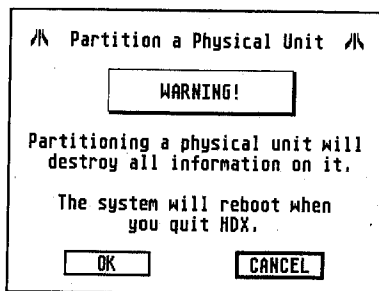 Partition a Physical Unit
WARNING!
Partitioning a physical unit will
destroy all information on it.
The system will reboot when
you quit HDX.
OK
CANCEL